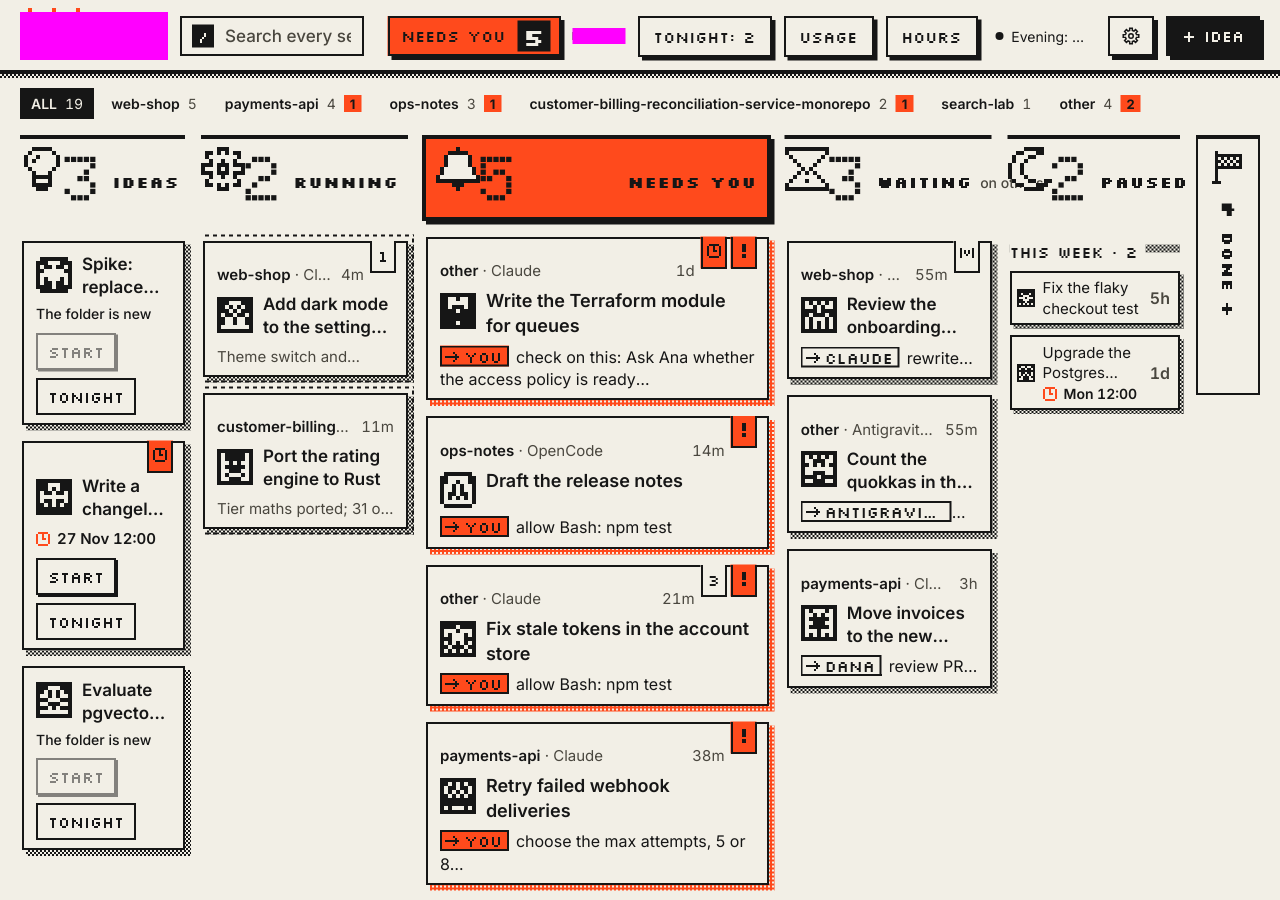 / Search every se
NEEDS YOU 5
TONIGHT: 2
USAGE
HOURS
Evening: ...
+ IDEA
ALL 19
web-shop 5
payments-api 4 1
ops-notes 3 1
customer-billing-reconciliation-service-monorepo 2 1
search-lab 1
other 4 2
3 IDEAS
Spike:
replace...
The folder is new
START
TONIGHT
Write a
changel...
27 Nov 12:00
START
TONIGHT
Evaluate
pgvecto...
The folder is new
START
TONIGHT
2 RUNNING
1
web-shop · Cl... 4m
Add dark mode
to the setting...
Theme switch and...
customer-billing... 11m
Port the rating
engine to Rust
Tier maths ported; 31 o...
5 NEEDS YOU
!
other · Claude 1d
Write the Terraform module
for queues
→ YOU check on this: Ask Ana whether
the access policy is ready...
!
ops-notes · OpenCode 14m
Draft the release notes
→ YOU allow Bash: npm test
3 !
other · Claude 21m
Fix stale tokens in the account
store
→ YOU allow Bash: npm test
!
payments-api · Claude 38m
Retry failed webhook
deliveries
→ YOU choose the max attempts, 5 or
8...
3 WAITING on
web-shop · ... 55m
Review the
onboarding...
→ CLAUDE rewrite...
other · Antigravit... 55m
Count the
quokkas in th...
→ ANTIGRAVI... ...
payments-api · Cl... 3h
Move invoices
to the new...
→ DANA review PR...
2 PAUSED
THIS WEEK · 2
Fix the flaky
checkout test 5h
Upgrade the
Postgres... 1d
Mon 12:00
4 DONE +